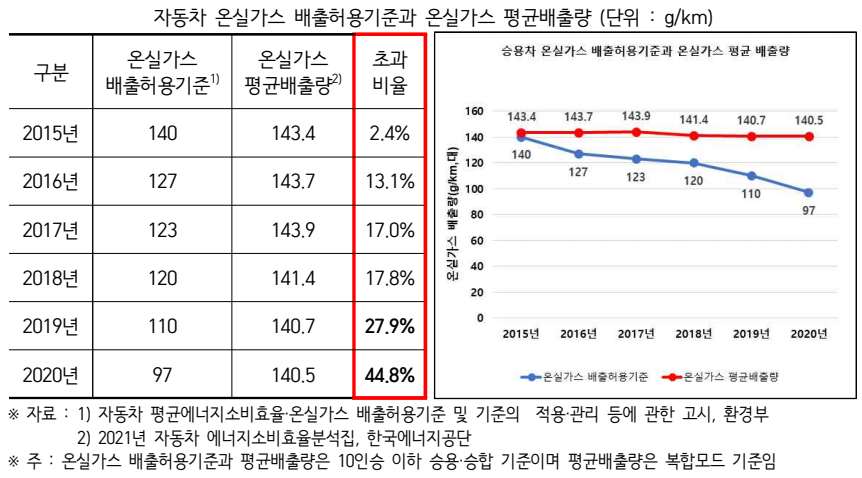 자동차 온실가스 배출허용기준과 온실가스 평균배출량 (단위 : g/km)
구분 온실가스 배출허용기준1) 온실가스 평균배출량2) 초과 비율
2015년 140 143.4 2.4%
2016년 127 143.7 13.1%
2017년 123 143.9 17.0%
2018년 120 141.4 17.8%
2019년 110 140.7 27.9%
2020년 97 140.5 44.8%
승용차 온실가스 배출허용기준과 온실가스 평균 배출량
온실가스 배출량(g/km,대)
160
140
120
100
80
60
40
20
0
143.4 143.7 143.9 141.4 140.7 140.5
140 127 123 120 110 97
2015년 2016년 2017년 2018년 2019년 2020년
온실가스 배출허용기준 온실가스 평균배출량
※ 자료 : 1) 자동차 평균에너지소비효율·온실가스 배출허용기준 및 기준의 적용·관리 등에 관한 고시, 환경부
2) 2021년 자동차 에너지소비효율분석집, 한국에너지공단
※ 주 : 온실가스 배출허용기준과 평균배출량은 10인승 이하 승용·승합 기준이며 평균배출량은 복합모드 기준임